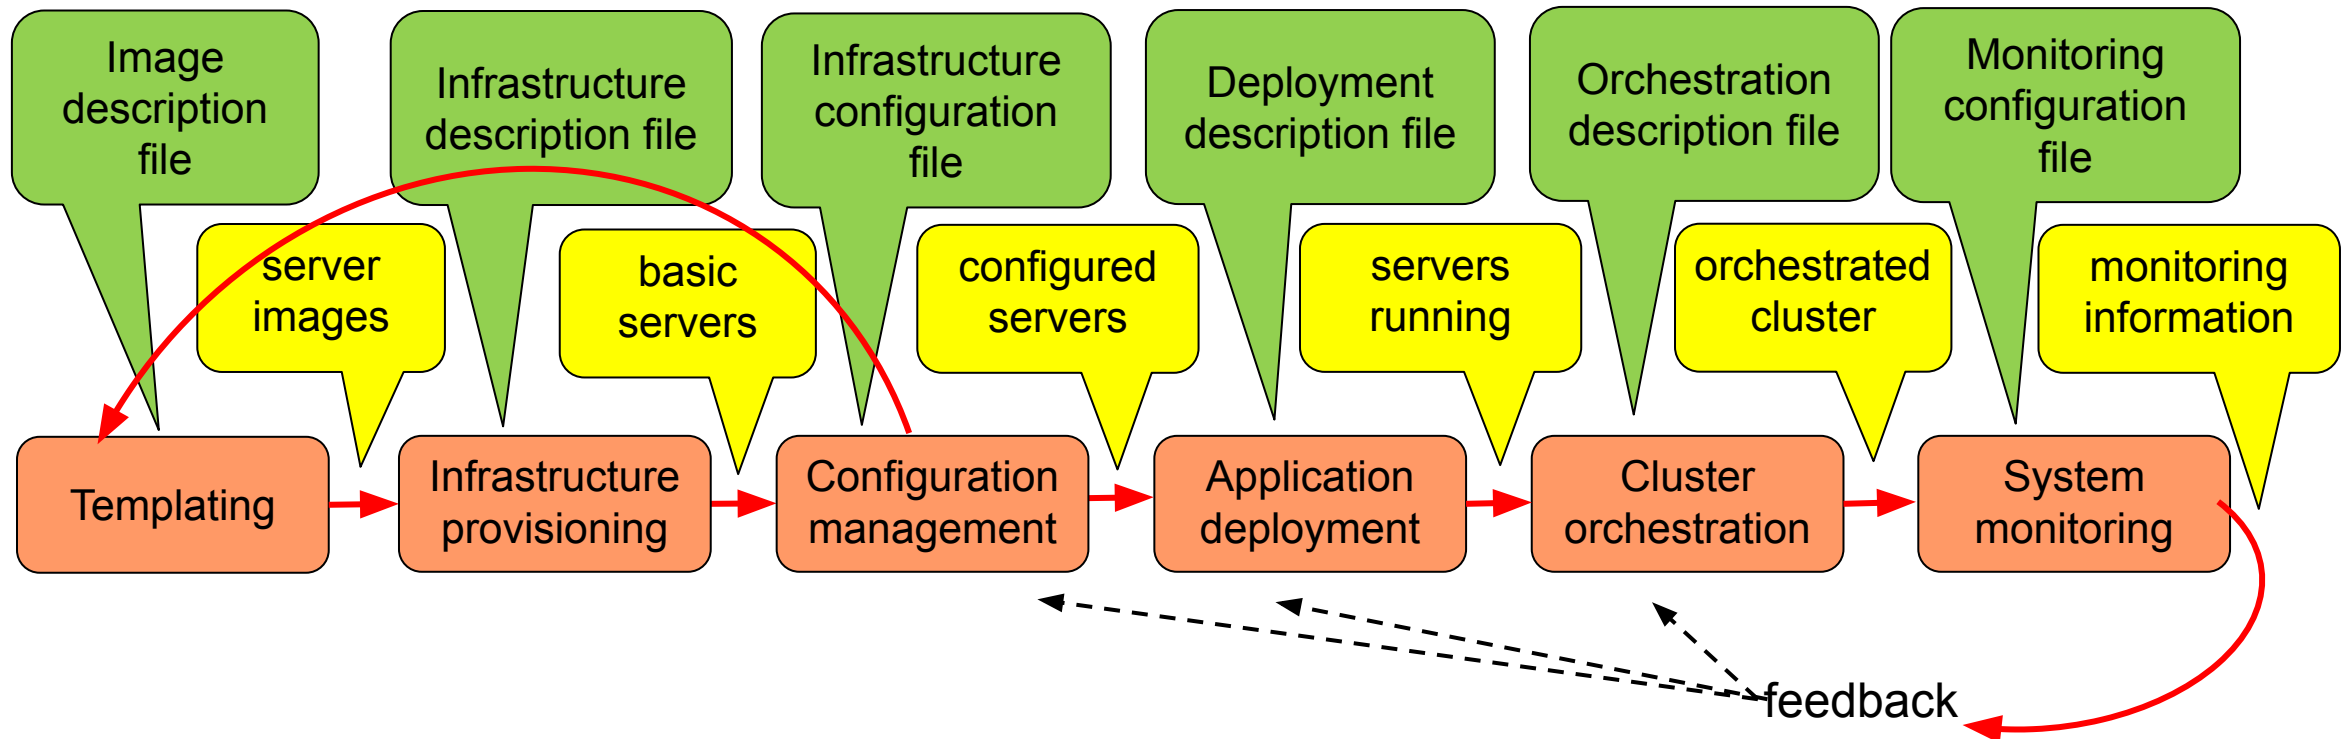 Image
description
file
Infrastructure
description file
Infrastructure
configuration
file
Deployment
description file
Orchestration
description file
Monitoring
configuration
file
server
images
basic
servers
configured
servers
servers
running
orchestrated
cluster
monitoring
information
Templating
Infrastructure
provisioning
Configuration
management
Application
deployment
Cluster
orchestration
System
monitoring
feedback